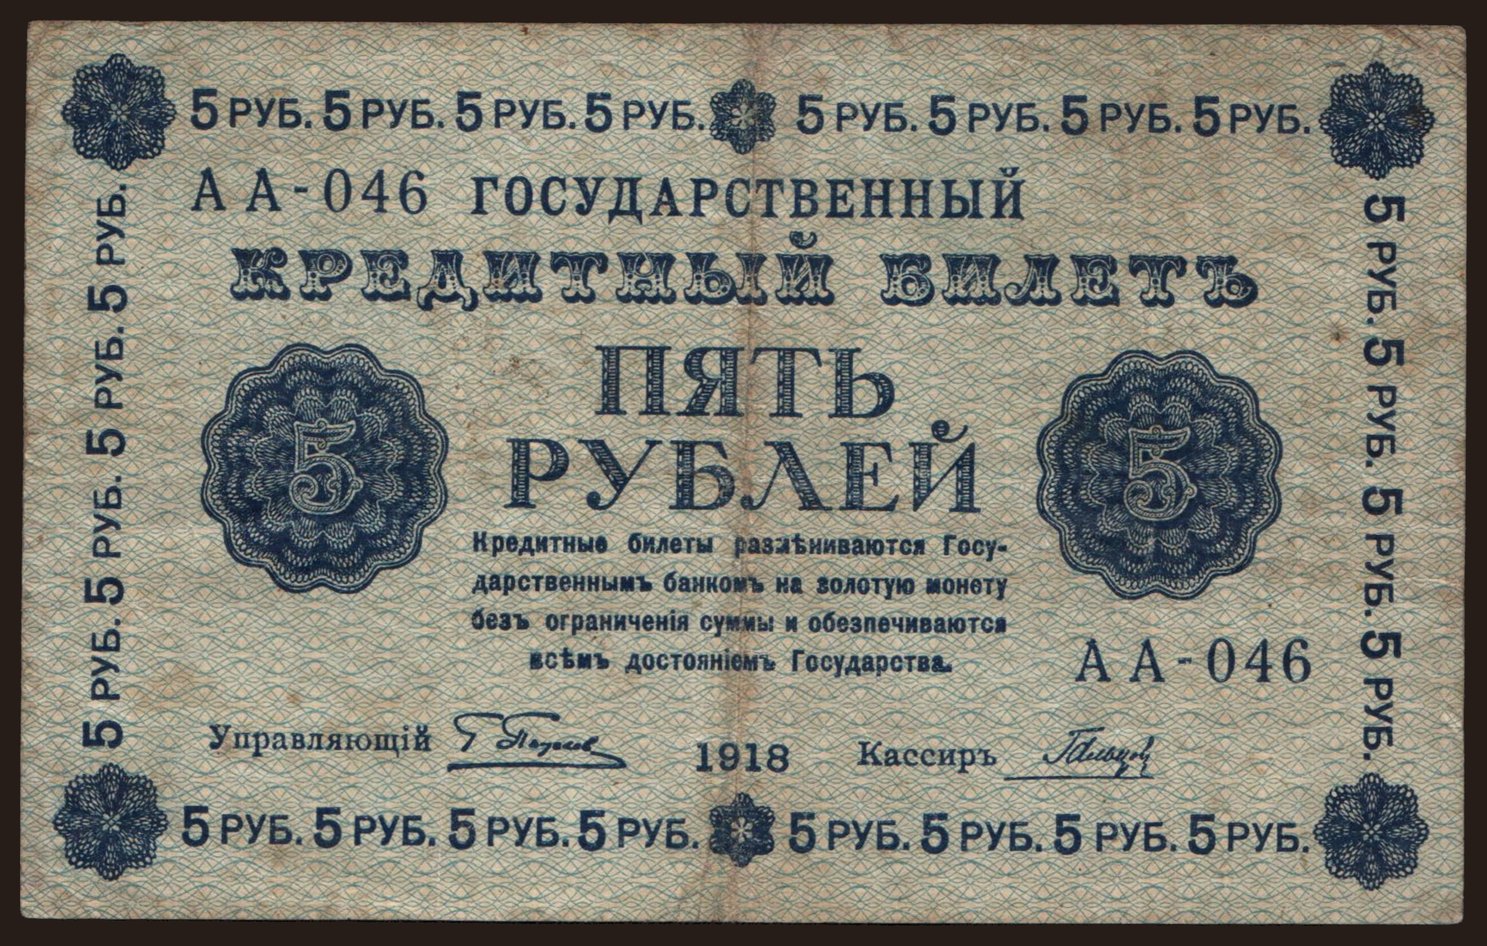 5 РУБ. 5 РУБ. 5 РУБ. 5 РУБ. 5 РУБ. 5 РУБ. 5 РУБ. 5 РУБ.
АА-046 ГОСУДАРСТВЕННЫЙ
КРЕДИТНЫЙ БИЛЕТЪ
ПЯТЬ
РУБЛЕЙ
5
5
Кредитные билеты размѣниваются Госу-
дарственнымъ банкомъ на золотую монету
безъ ограниченія суммы и обезпечиваются
всѣмъ достояніемъ Государства.
АА-046
Управляющій
1918
Кассиръ
Гальцов
5 РУБ. 5 РУБ. 5 РУБ. 5 РУБ. 5 РУБ. 5 РУБ. 5 РУБ. 5 РУБ.
5 РУБ. 5 РУБ. 5 РУБ. 5 РУБ.
5 РУБ. 5 РУБ. 5 РУБ. 5 РУБ.